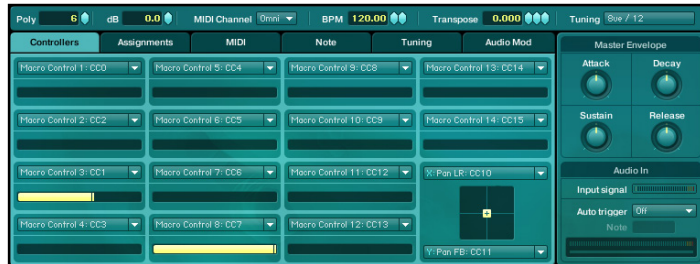 Poly 6 dB 0.0 MIDI Channel Omni BPM 120.00 Transpose 0.000 Tuning 8ve / 12
Controllers Assignments MIDI Note Tuning Audio Mod
Master Envelope
Macro Control 1: CC0 Macro Control 5: CC4 Macro Control 9: CC8 Macro Control 13: CC14
Attack Decay
Macro Control 2: CC2 Macro Control 6: CC5 Macro Control 10: CC9 Macro Control 14: CC15
Sustain Release
Macro Control 3: CC1 Macro Control 7: CC6 Macro Control 11: CC12 X: Pan LR: CC10
Audio In
Input signal
Auto trigger Off
Macro Control 4: CC3 Macro Control 8: CC7 Macro Control 12: CC13
Note
Y: Pan FB: CC11